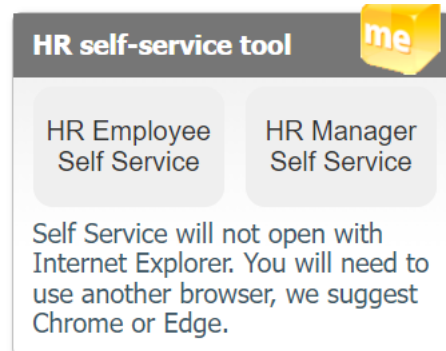 HR self-service tool
me
HR Employee
Self Service
HR Manager
Self Service
Self Service will not open with
Internet Explorer. You will need to
use another browser, we suggest
Chrome or Edge.